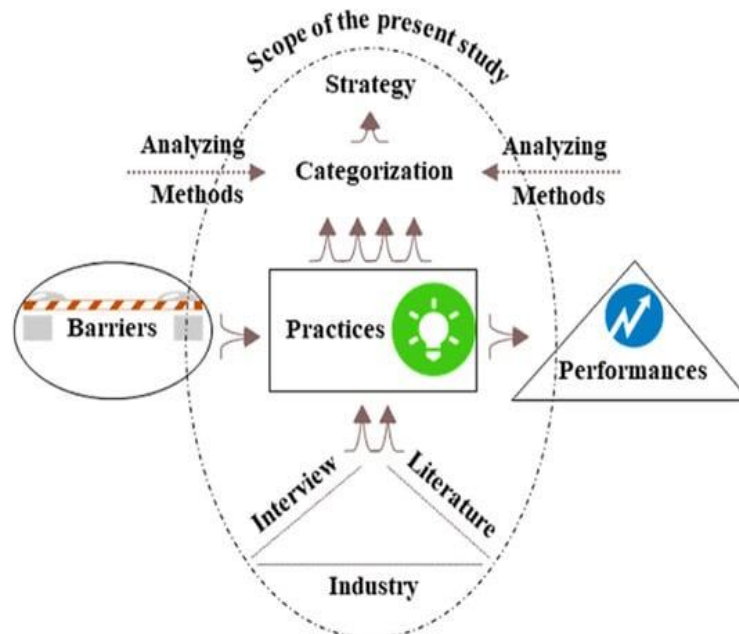 Scope of the present study
Strategy
Analyzing
Methods
Categorization
Analyzing
Methods
Barriers
Practices
Performances
Interview
Literature
Industry